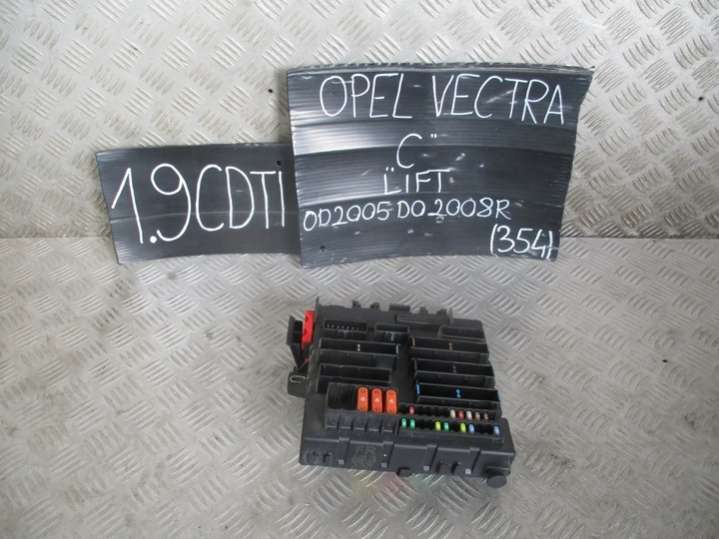 OPEL VECTRA
"C"
LIFT
OD2005 DO2008R
(354)
1.9CDTI